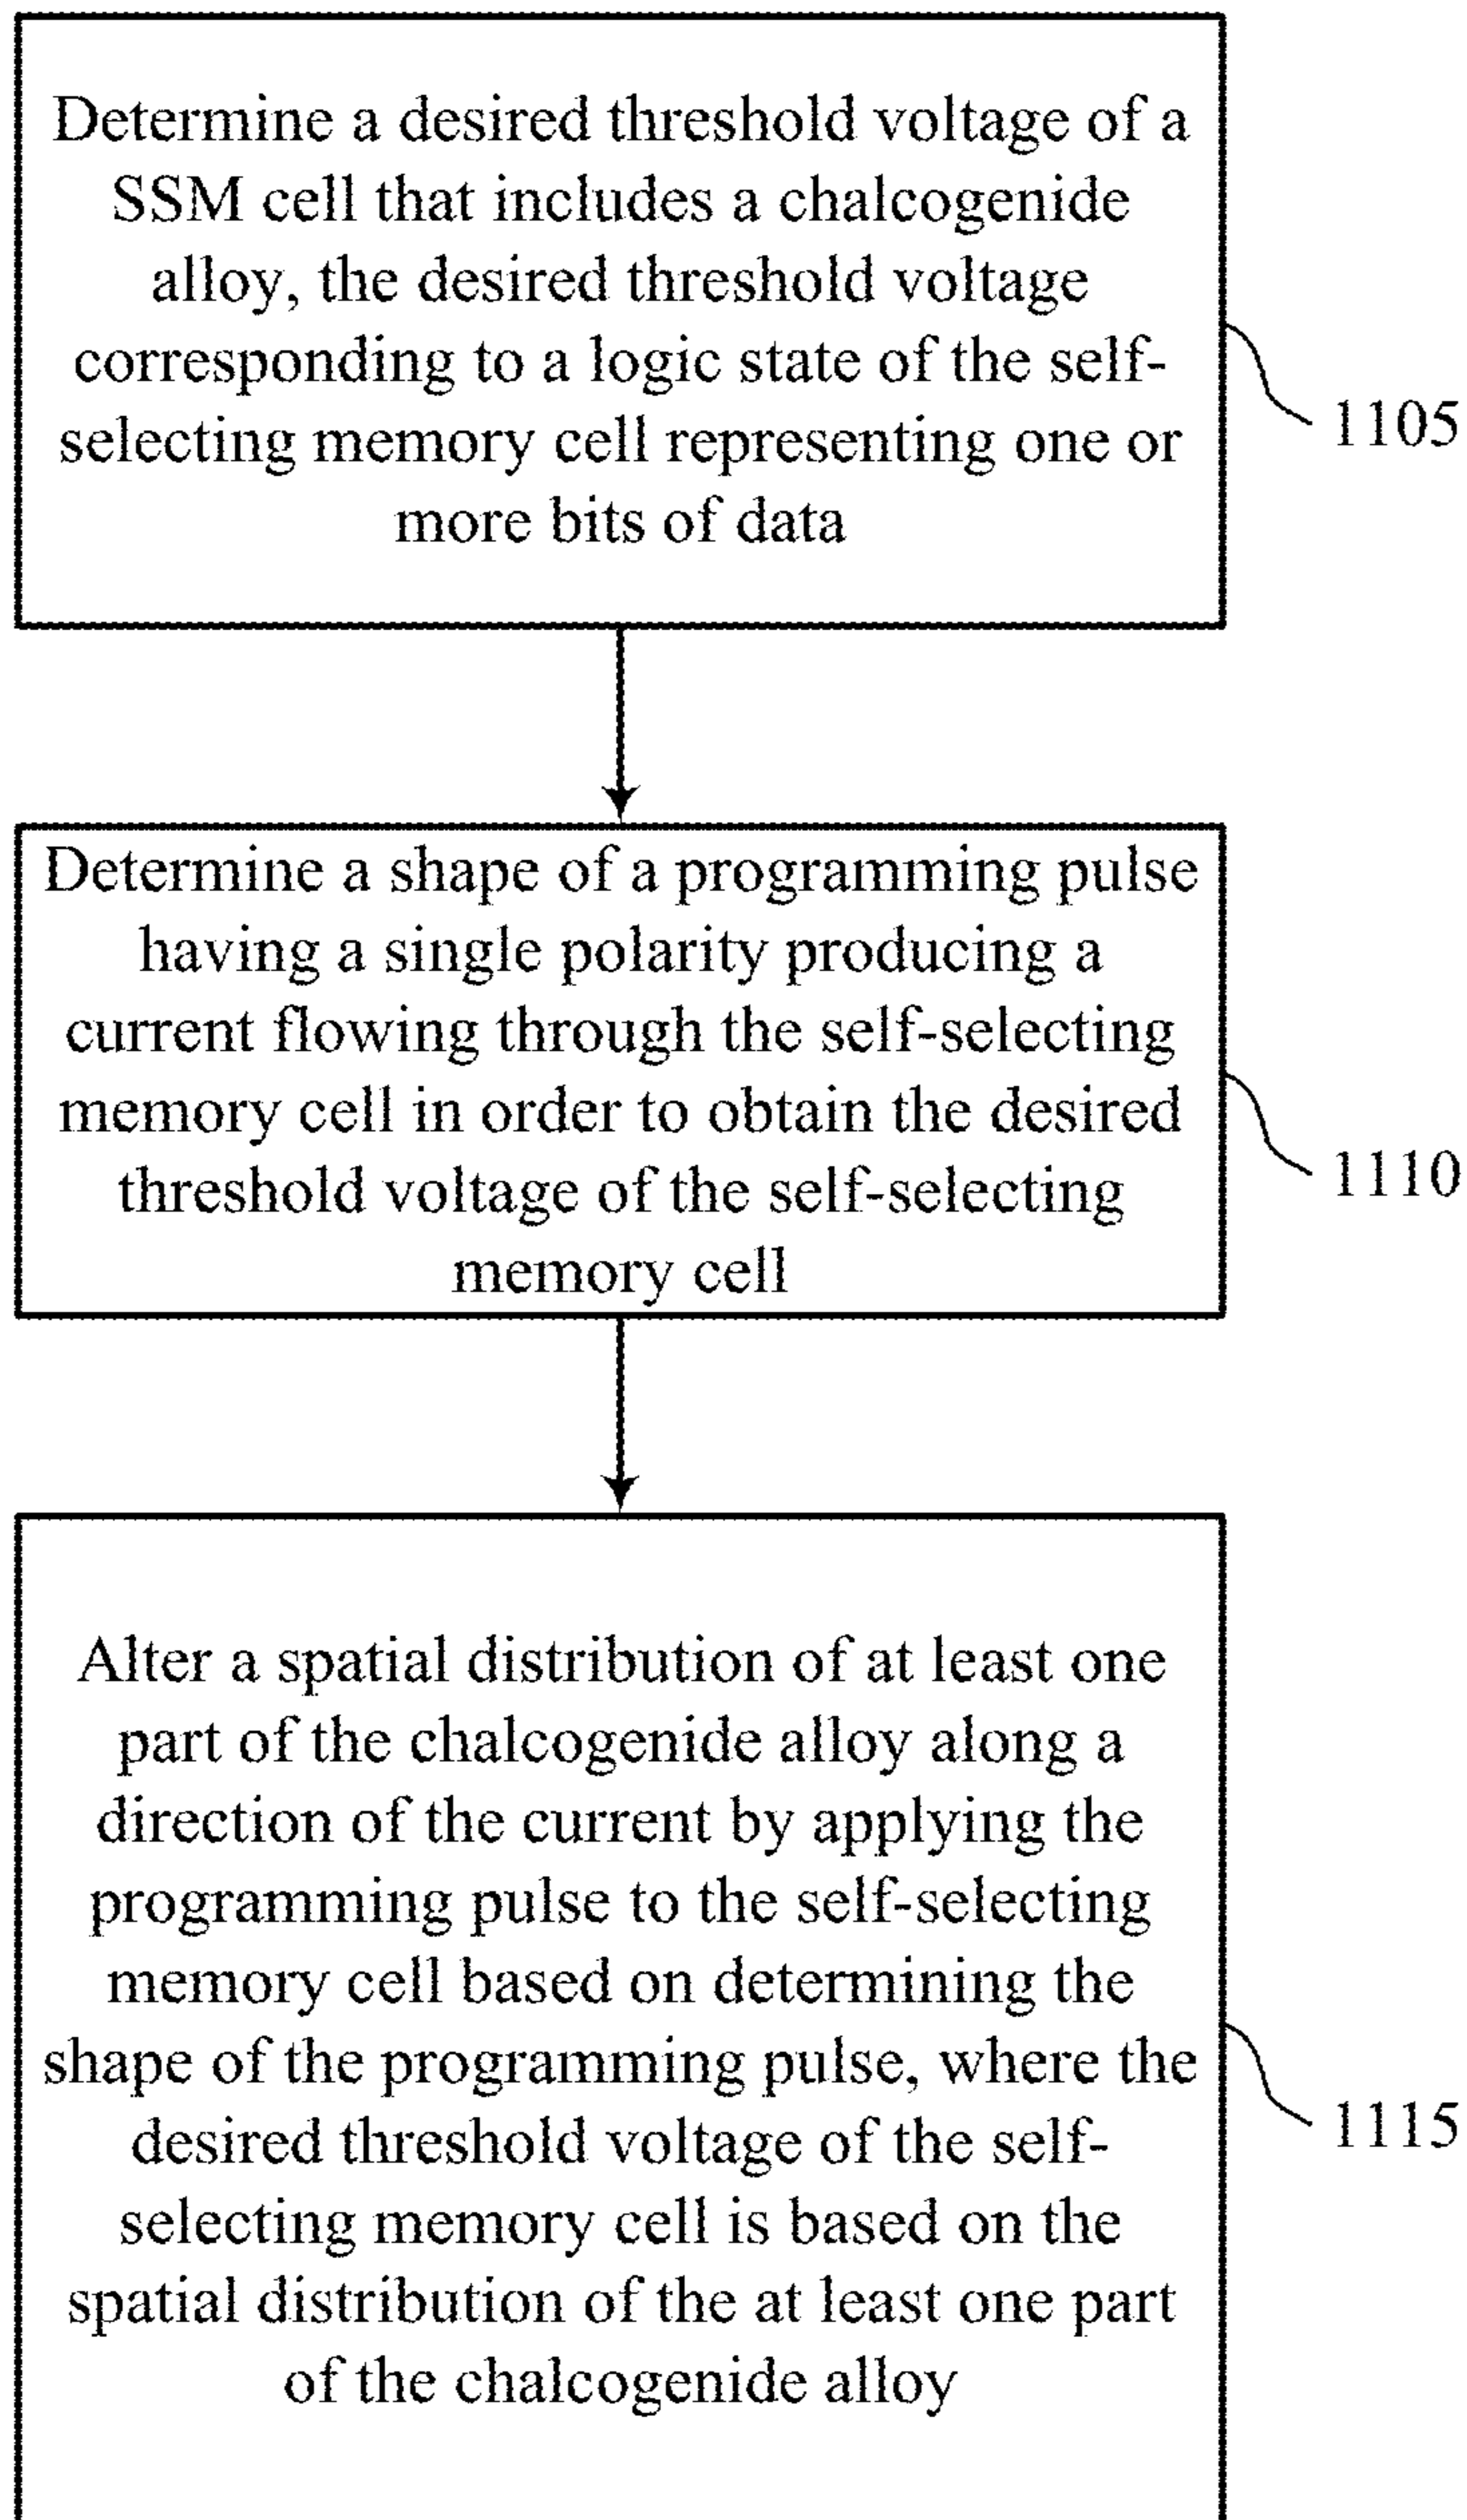 Determine a desired threshold voltage of a
SSM cell that includes a chalcogenide
alloy, the desired threshold voltage
corresponding to a logic state of the self-
selecting memory cell representing one or
more bits of data
1105
Determine a shape of a programming pulse
having a single polarity producing a
current flowing through the self-selecting
memory cell in order to obtain the desired
threshold voltage of the self-selecting
memory cell
1110
Alter a spatial distribution of at least one
part of the chalcogenide alloy along a
direction of the current by applying the
programming pulse to the self-selecting
memory cell based on determining the
shape of the programming pulse, where the
desired threshold voltage of the self-
selecting memory cell is based on the
spatial distribution of the at least one part
of the chalcogenide alloy
1115